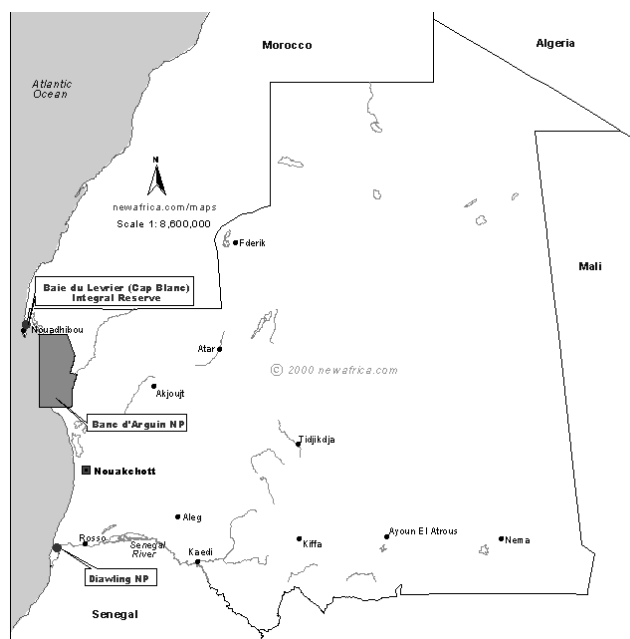 Morocco
Algeria
Atlantic
Ocean
N
newafrica.com/maps
Scale 1: 8,600,000
Fderik
Mali
Baie du Levrier (Cap Blanc)
Integral Reserve
Nouadhibou
Atar
© 2000 newafrica.com
Akjoujt
Banc d'Arguin NP
Tidjikdja
Nouakchott
Aleg
Rosso
Senegal
River
Kaedi
Kiffa
Ayoun El Atrous
Nema
Diawling NP
Senegal